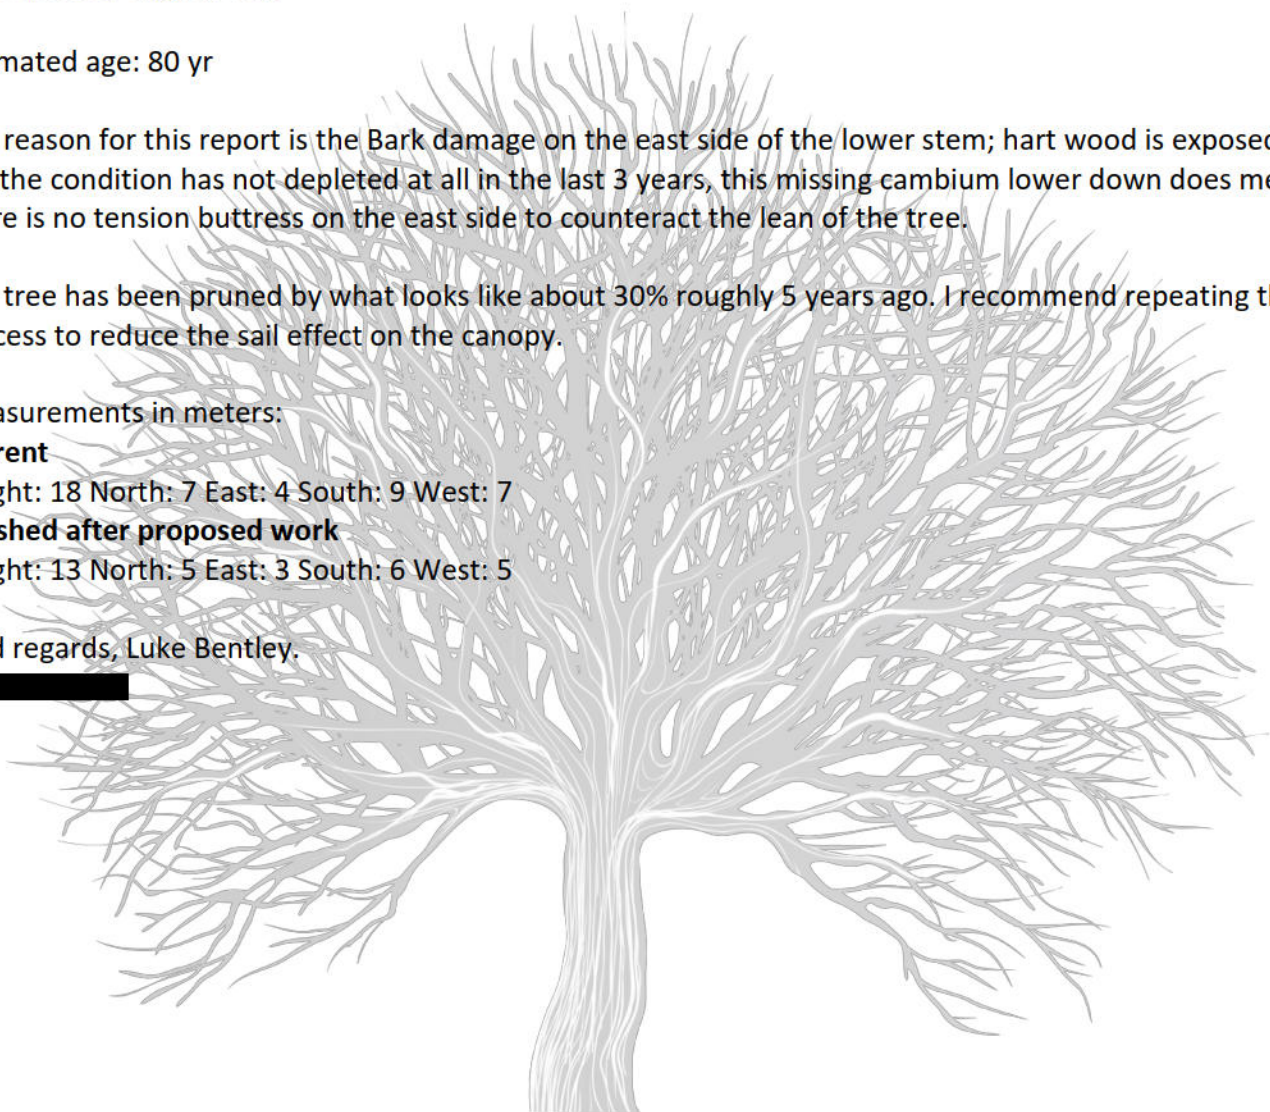 mated age: 80 yr
reason for this report is the Bark damage on the east side of the lower stem; hart wood is exposed
the condition has not depleted at all in the last 3 years, this missing cambium lower down does me
re is no tension buttress on the east side to counteract the lean of the tree.
tree has been pruned by what looks like about 30% roughly 5 years ago. I recommend repeating th
cess to reduce the sail effect on the canopy.
asurements in meters:
rent
ght: 18 North: 7 East: 4 South: 9 West: 7
shed after proposed work
ght: 13 North: 5 East: 3 South: 6 West: 5
d regards, Luke Bentley.